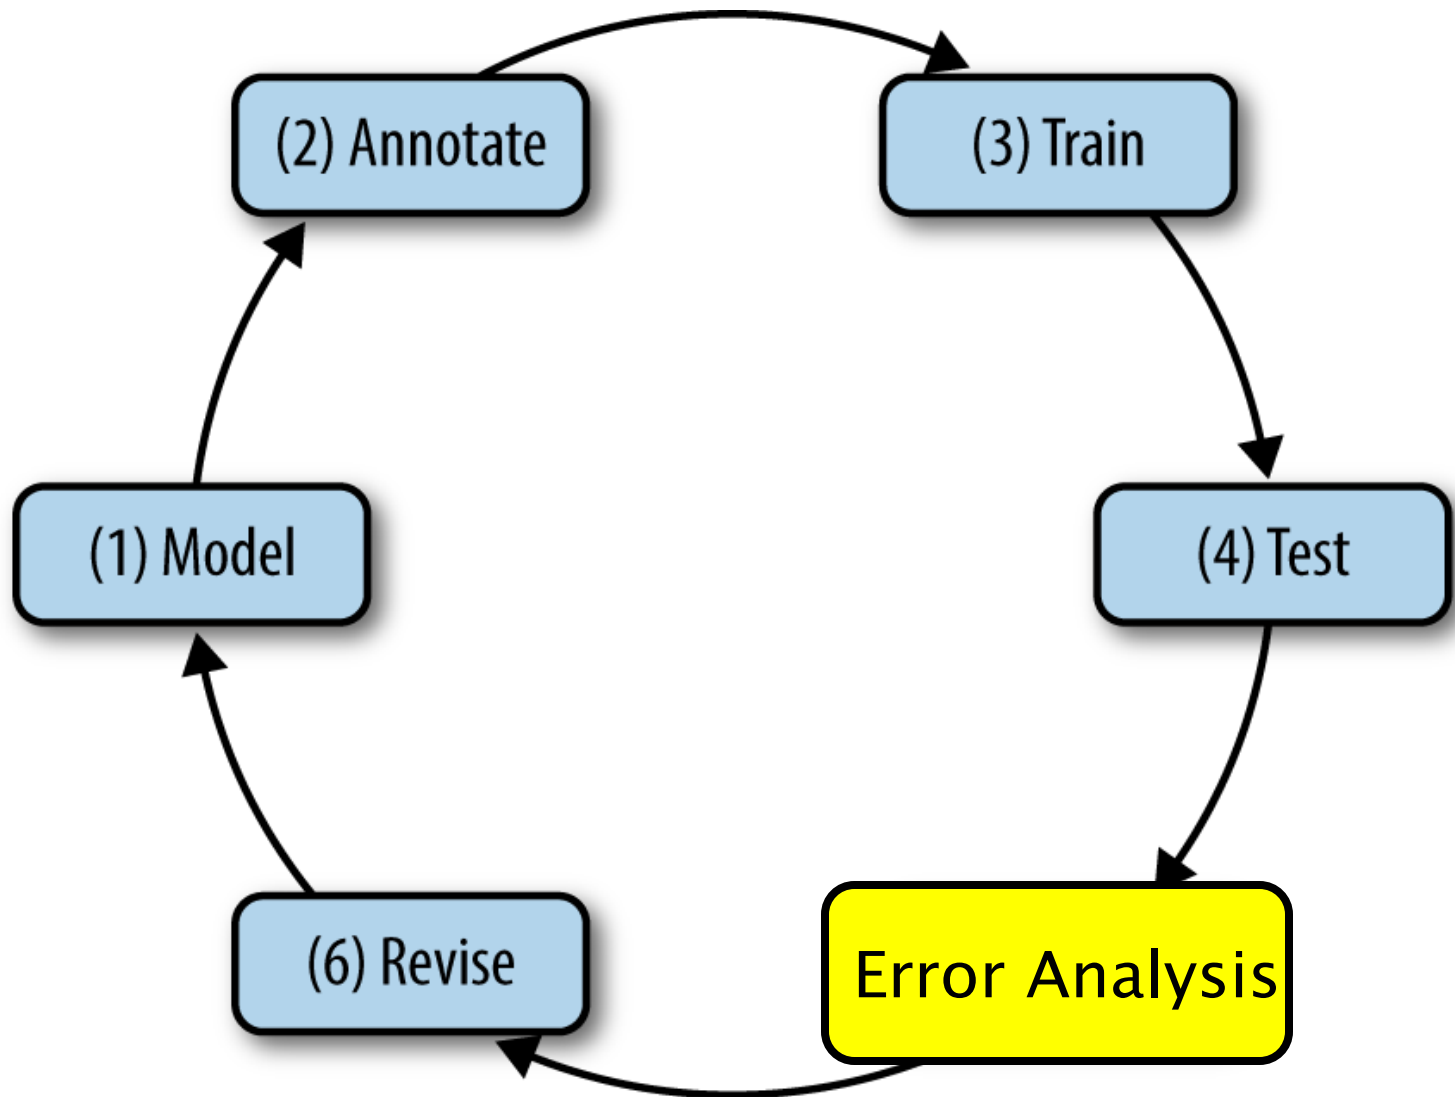 (2) Annotate
(3) Train
(1) Model
(4) Test
(6) Revise
Error Analysis